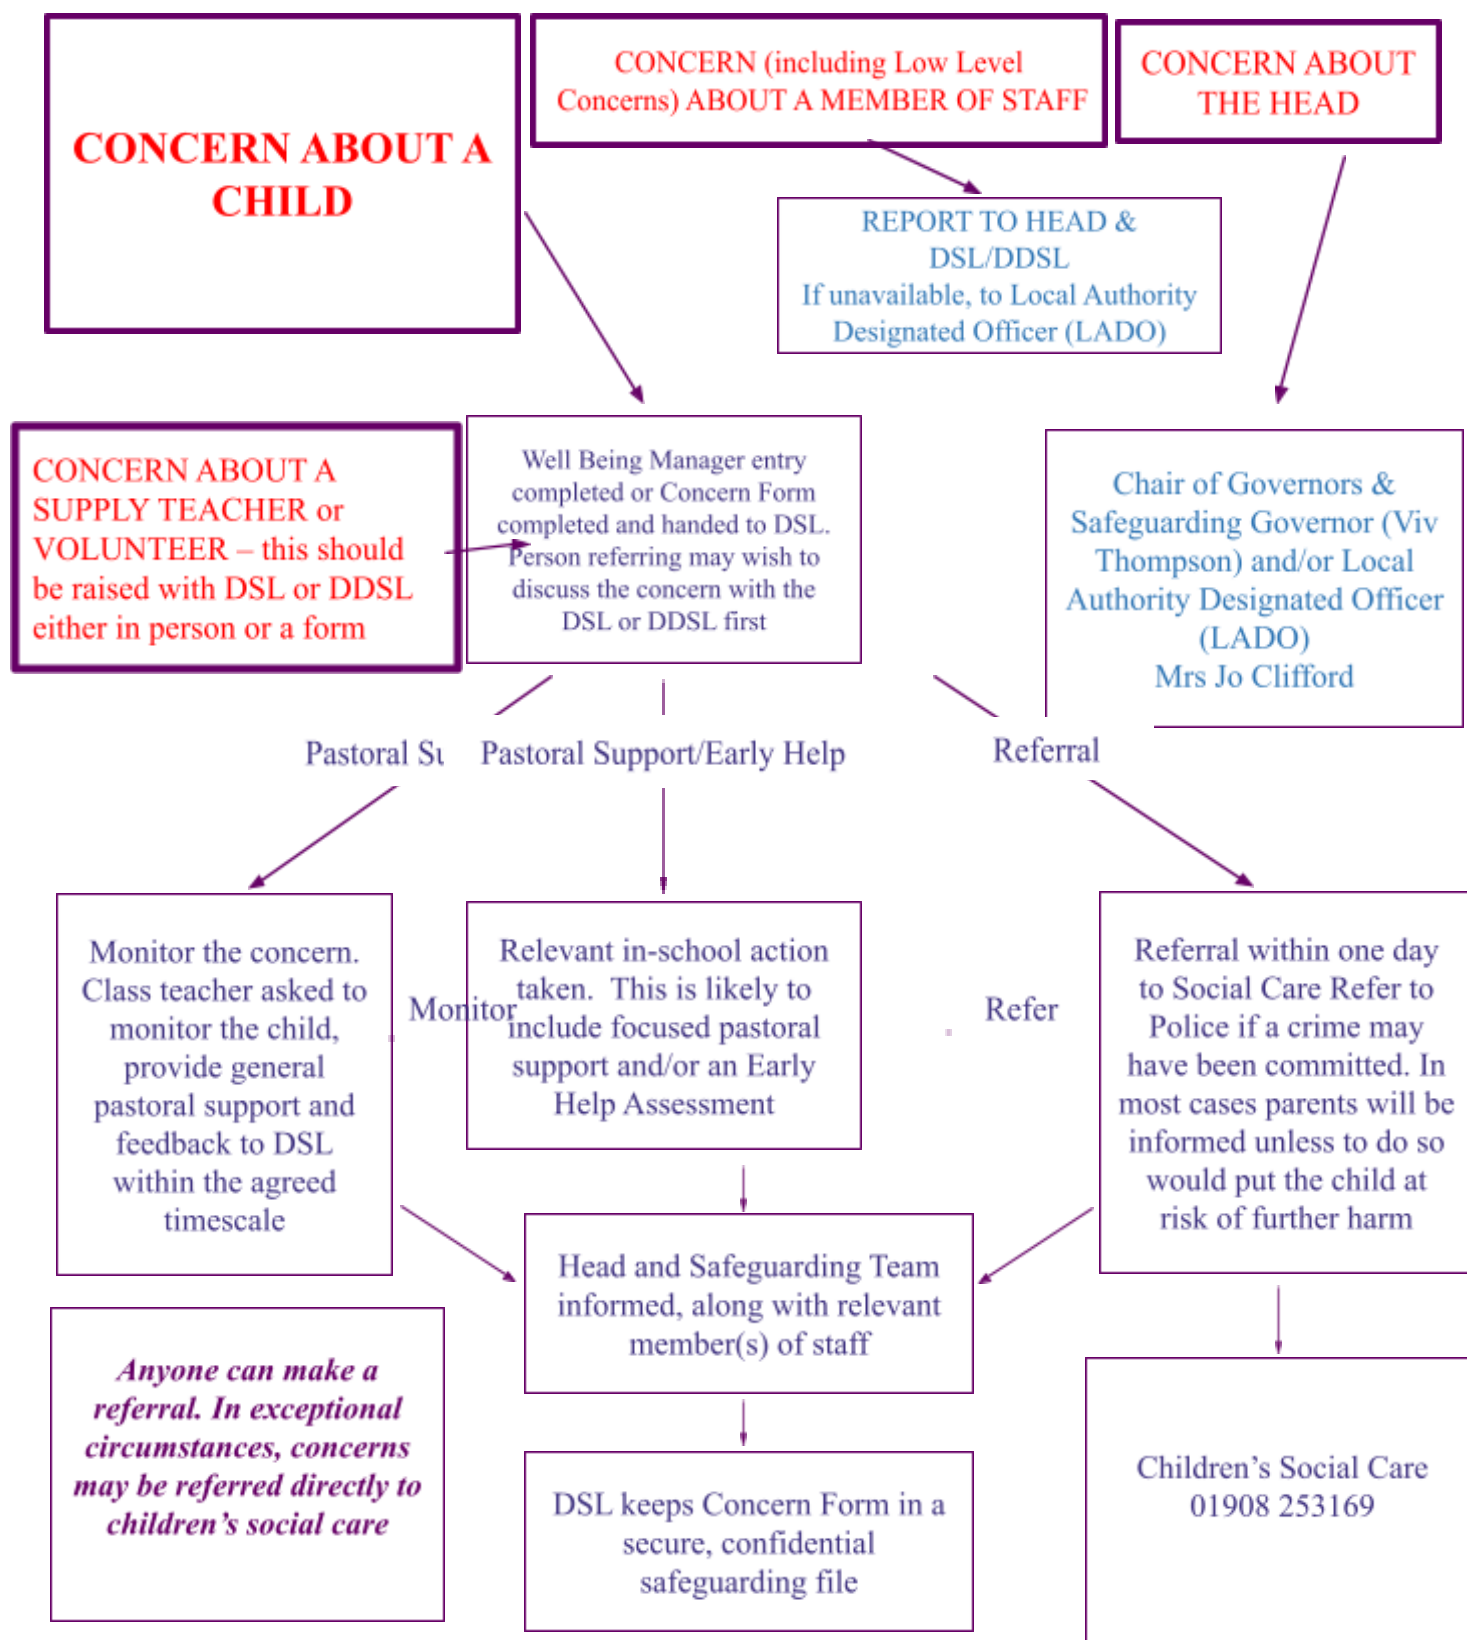 CONCERN ABOUT A
CHILD
CONCERN (including Low Level
Concerns) ABOUT A MEMBER OF STAFF
CONCERN ABOUT
THE HEAD
REPORT TO HEAD &
DSL/DDSL
If unavailable, to Local Authority
Designated Officer (LADO)
CONCERN ABOUT A
SUPPLY TEACHER or
VOLUNTEER – this should
be raised with DSL or DDSL
either in person or a form
Well Being Manager entry
completed or Concern Form
completed and handed to DSL.
Person referring may wish to
discuss the concern with the
DSL or DDSL first
Chair of Governors &
Safeguarding Governor (Viv
Thompson) and/or Local
Authority Designated Officer
(LADO)
Mrs Jo Clifford
Pastoral Su
Pastoral Support/Early Help
Referral
Monitor the concern.
Class teacher asked to
monitor the child,
provide general
pastoral support and
feedback to DSL
within the agreed
timescale
Monitor
Relevant in-school action
taken.  This is likely to
include focused pastoral
support and/or an Early
Help Assessment
Refer
Referral within one day
to Social Care Refer to
Police if a crime may
have been committed. In
most cases parents will be
informed unless to do so
would put the child at
risk of further harm
Head and Safeguarding Team
informed, along with relevant
member(s) of staff
Anyone can make a
referral. In exceptional
circumstances, concerns
may be referred directly to
children’s social care
DSL keeps Concern Form in a
secure, confidential
safeguarding file
Children’s Social Care
01908 253169